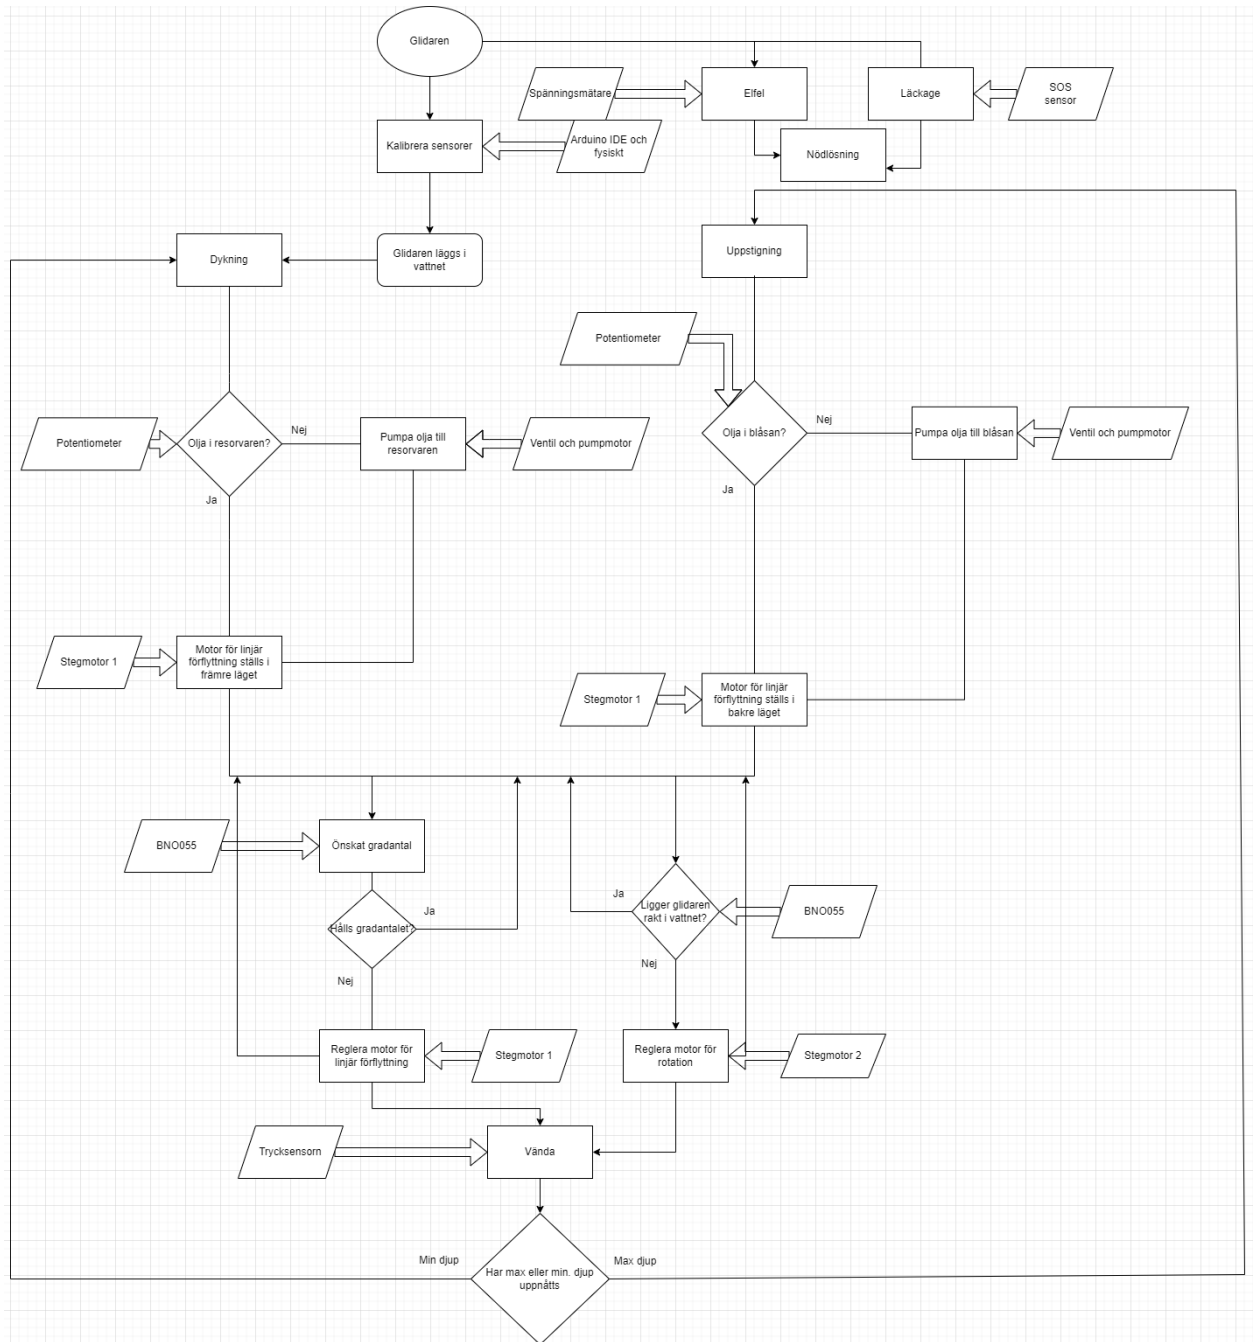 Glidaren
Spänningsmätare
Elfel
Läckage
SOS
sensor
Kalibrera sensorer
Arduino IDE och
fysiskt
Nödlösning
Dykning
Glidaren läggs i
vattnet
Uppstigning
Potentiometer
Potentiometer
Olja i resorvaren?
Nej
Pumpa olja till
resorvaren
Ventil och pumpmotor
Ja
Olja i blåsan?
Nej
Pumpa olja till blåsan
Ventil och pumpmotor
Ja
Stegmotor 1
Motor för linjär
förflyttning ställs i
främre läget
Stegmotor 1
Motor för linjär
förflyttning ställs i
bakre läget
BNO055
Önskat gradantal
Hålls gradantalet?
Ja
Nej
Ja
Ligger glidaren
rakt i vattnet?
BNO055
Nej
Reglera motor för
linjär förflyttning
Stegmotor 1
Reglera motor för
rotation
Stegmotor 2
Trycksensorn
Vända
Min djup
Har max eller min. djup
uppnåtts
Max djup